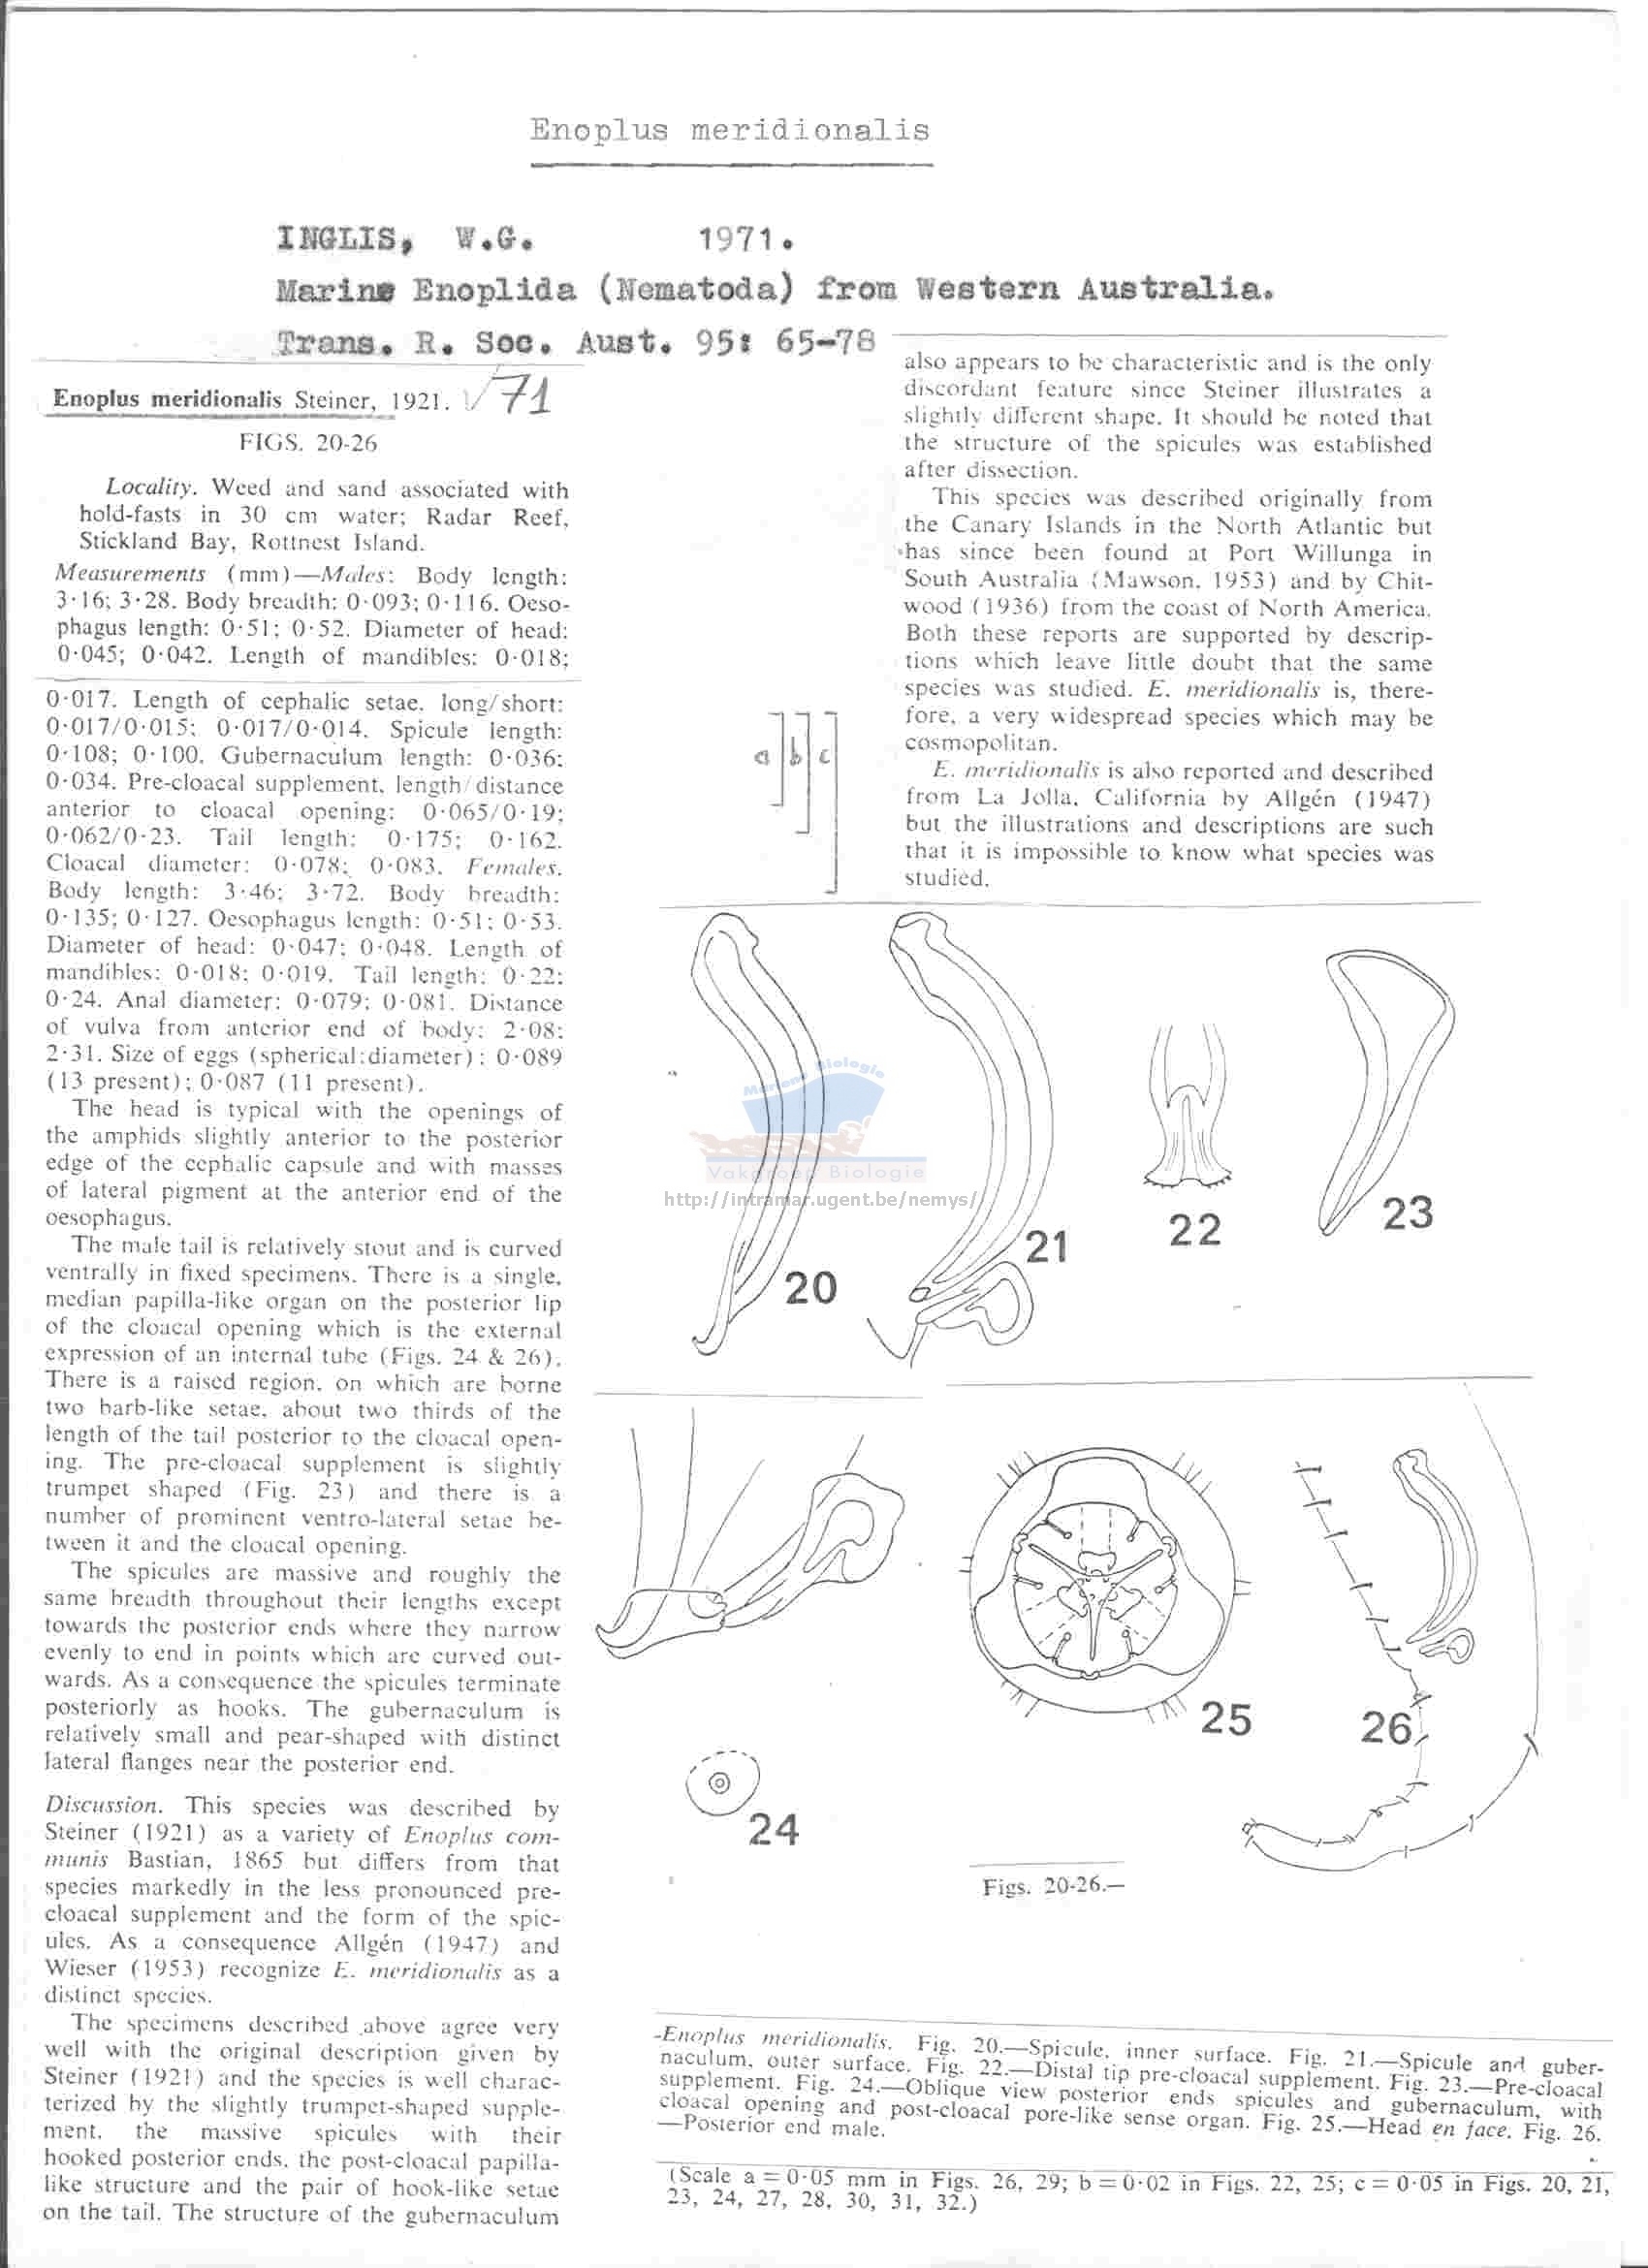 Enoplus meridionalis
INGLIS, W.G. 1971.
Marine Enoplida (Nematoda) from Western Australia.
Trans. R. Soc. Aust. 95: 65-78
Enoplus meridionalis Steiner, 1921. √71
FIGS. 20-26
Locality. Weed and sand associated with
hold-fasts in 30 cm water; Radar Reef,
Stickland Bay, Rottnest Island.
Measurements (mm)—Males: Body length:
3·16; 3·28. Body breadth: 0·093; 0·116. Oeso-
phagus length: 0·51; 0·52. Diameter of head:
0·045; 0·042. Length of mandibles: 0·018;
0·017. Length of cephalic setae, long/short:
0·017/0·015; 0·017/0·014. Spicule length:
0·108; 0·100. Gubernaculum length: 0·036;
0·034. Pre-cloacal supplement, length/distance
anterior to cloacal opening: 0·065/0·19;
0·062/0·23. Tail length: 0·175; 0·162.
Cloacal diameter: 0·078; 0·083. Females.
Body length: 3·46; 3·72. Body breadth:
0·135; 0·127. Oesophagus length: 0·51; 0·53.
Diameter of head: 0·047; 0·048. Length of
mandibles: 0·018; 0·019. Tail length: 0·22;
0·24. Anal diameter: 0·079; 0·081. Distance
of vulva from anterior end of body: 2·08;
2·31. Size of eggs (spherical:diameter): 0·089
(13 present); 0·087 (11 present).
The head is typical with the openings of
the amphids slightly anterior to the posterior
edge of the cephalic capsule and with masses
of lateral pigment at the anterior end of the
oesophagus.
The male tail is relatively stout and is curved
ventrally in fixed specimens. There is a single,
median papilla-like organ on the posterior lip
of the cloacal opening which is the external
expression of an internal tube (Figs. 24 & 26).
There is a raised region, on which are borne
two barb-like setae, about two thirds of the
length of the tail posterior to the cloacal open-
ing. The pre-cloacal supplement is slightly
trumpet shaped (Fig. 23) and there is a
number of prominent ventro-lateral setae be-
tween it and the cloacal opening.
The spicules are massive and roughly the
same breadth throughout their lengths except
towards the posterior ends where they narrow
evenly to end in points which are curved out-
wards. As a consequence the spicules terminate
posteriorly as hooks. The gubernaculum is
relatively small and pear-shaped with distinct
lateral flanges near the posterior end.
Discussion. This species was described by
Steiner (1921) as a variety of Enoplus com-
munis Bastian, 1865 but differs from that
species markedly in the less pronounced pre-
cloacal supplement and the form of the spic-
ules. As a consequence Allgén (1947) and
Wieser (1953) recognize E. meridionalis as a
distinct species.
The specimens described above agree very
well with the original description given by
Steiner (1921) and the species is well charac-
terized by the slightly trumpet-shaped supple-
ment, the massive spicules with their
hooked posterior ends, the post-cloacal papilla-
like structure and the pair of hook-like setae
on the tail. The structure of the gubernaculum
also appears to be characteristic and is the only
discordant feature since Steiner illustrates a
slightly different shape. It should be noted that
the structure of the spicules was established
after dissection.
This species was described originally from
the Canary Islands in the North Atlantic but
has since been found at Port Willunga in
South Australia (Mawson, 1953) and by Chit-
wood (1936) from the coast of North America.
Both these reports are supported by descrip-
tions which leave little doubt that the same
species was studied. E. meridionalis is, there-
fore, a very widespread species which may be
cosmopolitan.
E. meridionalis is also reported and described
from La Jolla, California by Allgén (1947)
but the illustrations and descriptions are such
that it is impossible to know what species was
studied.
a b c
Mariene Biologie
Vakgroep Biologie
http://intramar.ugent.be/nemys/
20
21
22
23
24
25
26
Figs. 20-26.—
-Enoplus meridionalis. Fig. 20.—Spicule, inner surface. Fig. 21.—Spicule and guber-
naculum, outer surface. Fig. 22.—Distal tip pre-cloacal supplement. Fig. 23.—Pre-cloacal
supplement. Fig. 24.—Oblique view posterior ends spicules and gubernaculum, with
cloacal opening and post-cloacal pore-like sense organ. Fig. 25.—Head en face. Fig. 26.
—Posterior end male.
(Scale a = 0·05 mm in Figs. 26, 29; b = 0·02 in Figs. 22, 25; c = 0·05 in Figs. 20, 21,
23, 24, 27, 28, 30, 31, 32.)